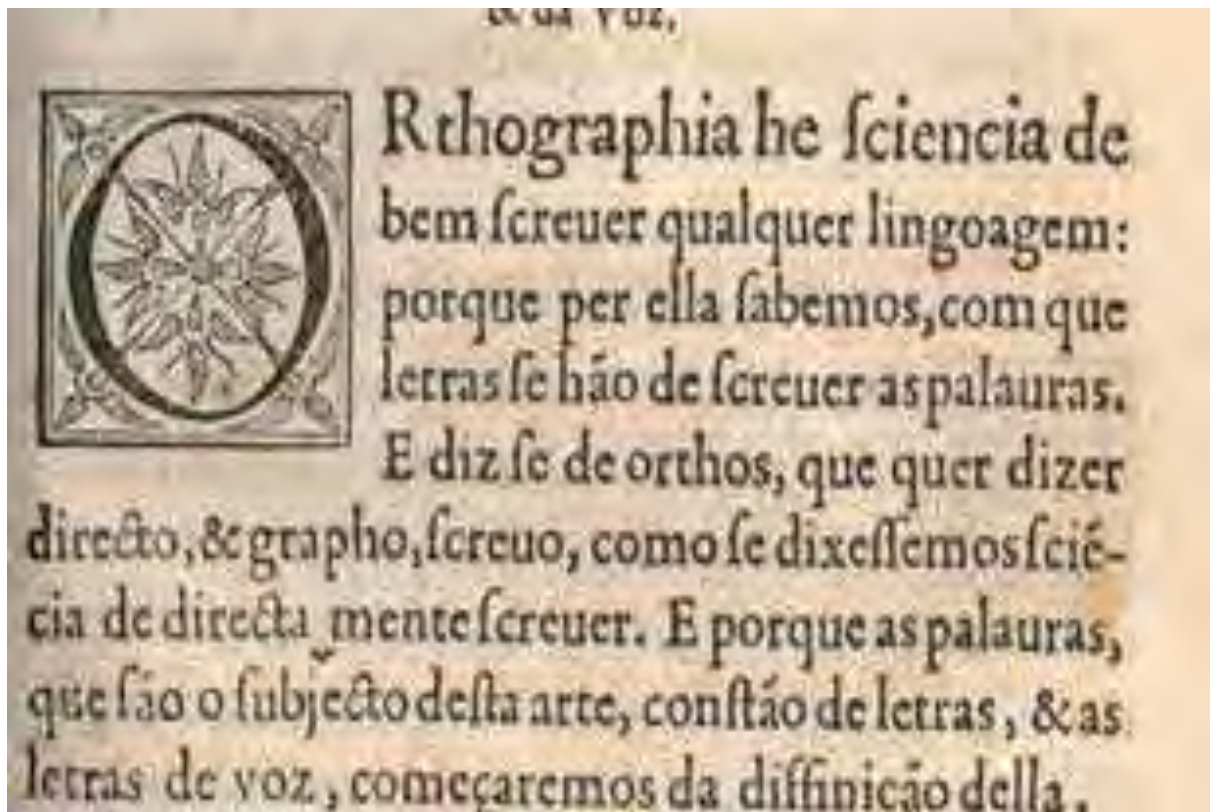 & da Voz.
ORthographia he ſciencia de
bem ſcreuer qualquer lingoagem:
porque per ella ſabemos, com que
letras ſe hão de ſcreuer as palauras.
E diz ſe de orthos, que quer dizer
directo, & grapho, ſcreuo, como ſe dixeſſemos ſciẽ-
cia de directa mente ſcreuer. E porque as palauras,
que ſão o ſubjecto deſta arte, conſtão de letras, & as
letras de voz, começaremos da diffinição della.